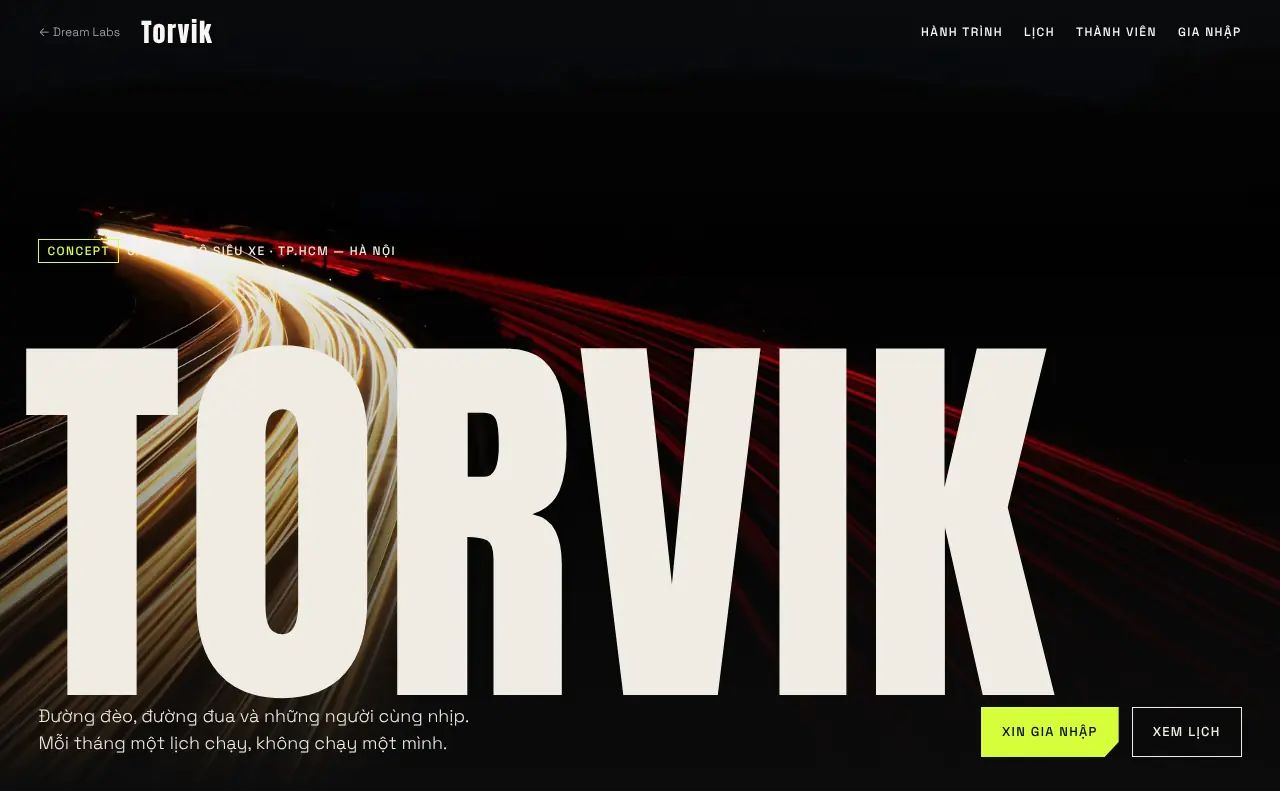 ← Dream Labs
Torvik
HÀNH TRÌNH
LỊCH
THÀNH VIÊN
GIA NHẬP
CONCEPT
SIÊU XE · TP.HCM — HÀ NỘI
TORVIK
Đường đèo, đường đua và những người cùng nhịp.
Mỗi tháng một lịch chạy, không chạy một mình.
XIN GIA NHẬP
XEM LỊCH